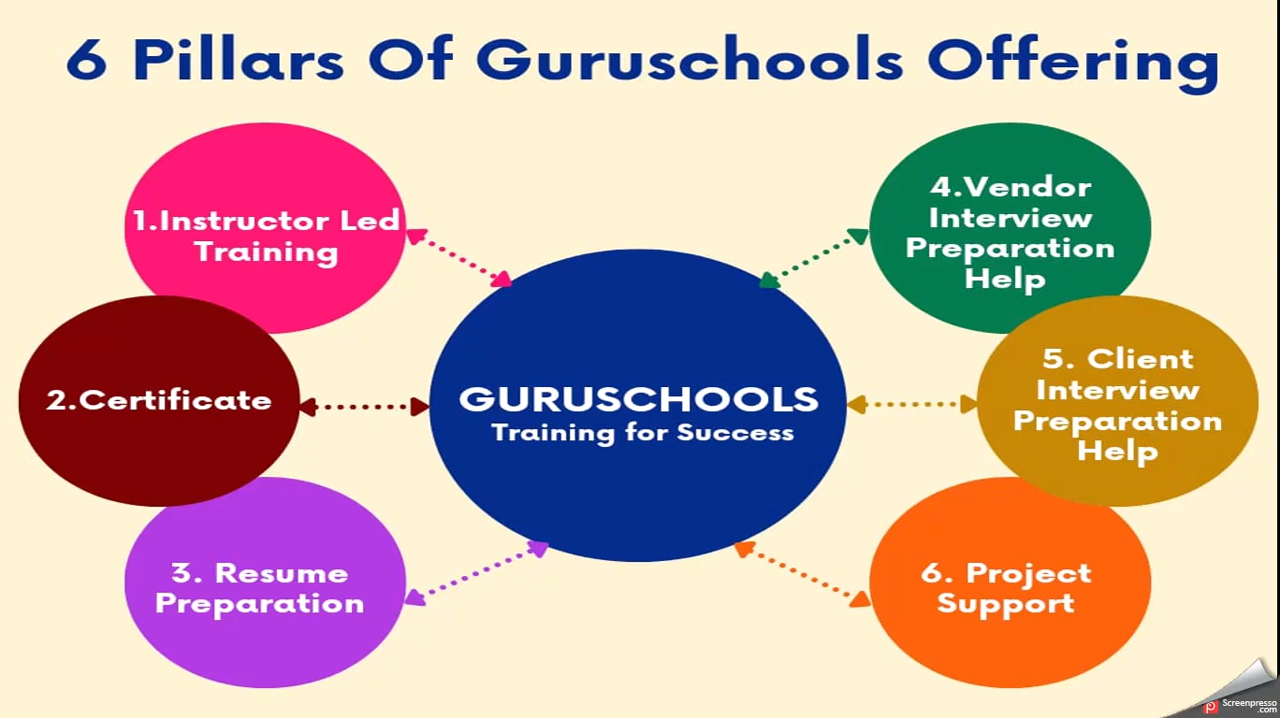 6 Pillars Of Guruschools Offering
1.Instructor Led
Training
2.Certificate
3. Resume
Preparation
GURUSCHOOLS
Training for Success
4.Vendor
Interview
Preparation
Help
5. Client
Interview
Preparation
Help
6. Project
Support
Screenpresso
.com